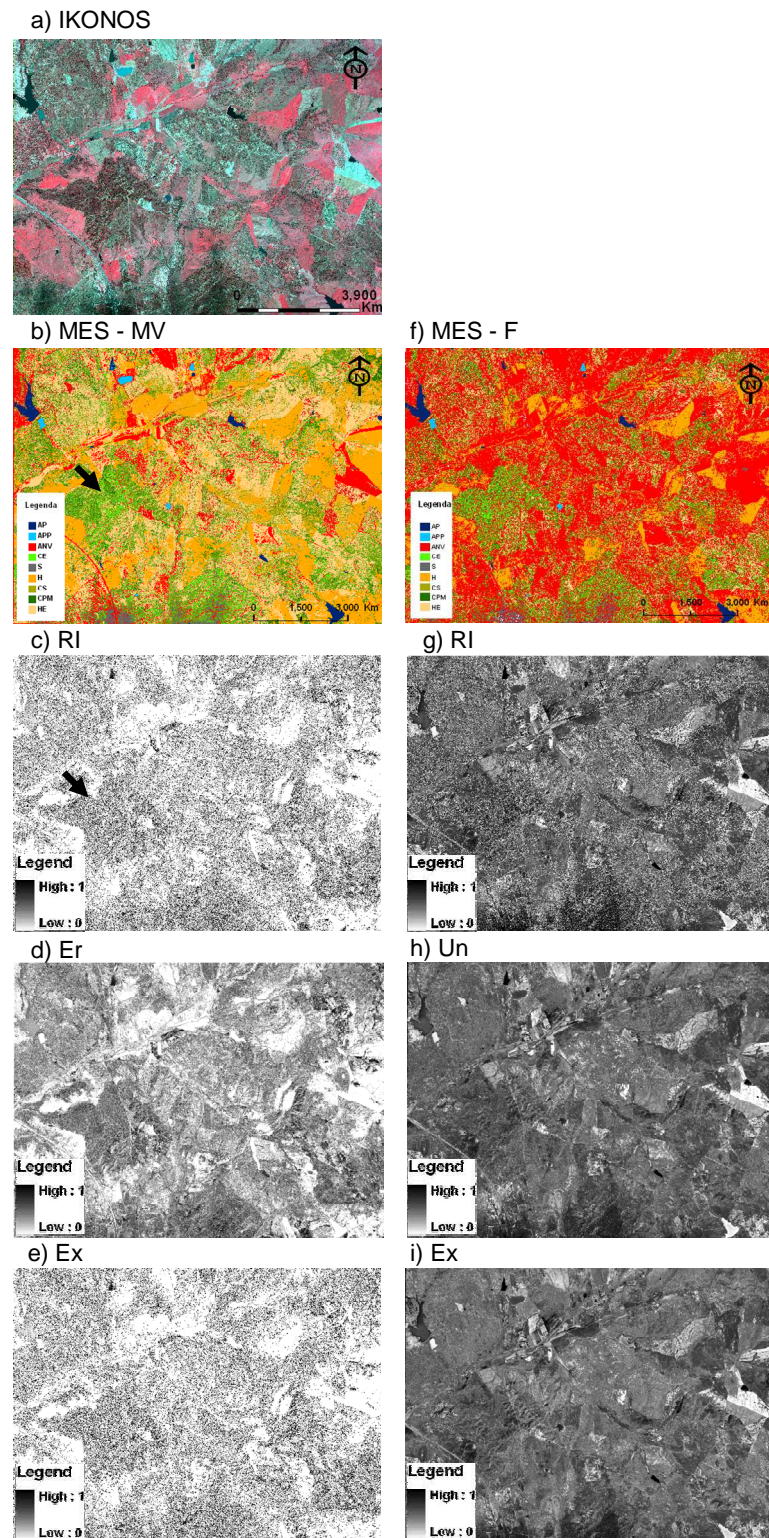 a) IKONOS
N
0 3,900
Km
b) MES - MV
f) MES - F
N
N
Legenda
AP
APP
ANV
CE
S
H
CS
CPM
HE
0 1,500 3,000 Km
Legenda
AP
APP
ANV
CE
S
H
CS
CPM
HE
0 1,500 3,000 Km
c) RI
g) RI
Legend
High : 1
Low : 0
Legend
High : 1
Low : 0
d) Er
h) Un
Legend
High : 1
Low : 0
Legend
High : 1
Low : 0
e) Ex
i) Ex
Legend
High : 1
Low : 0
Legend
High : 1
Low : 0